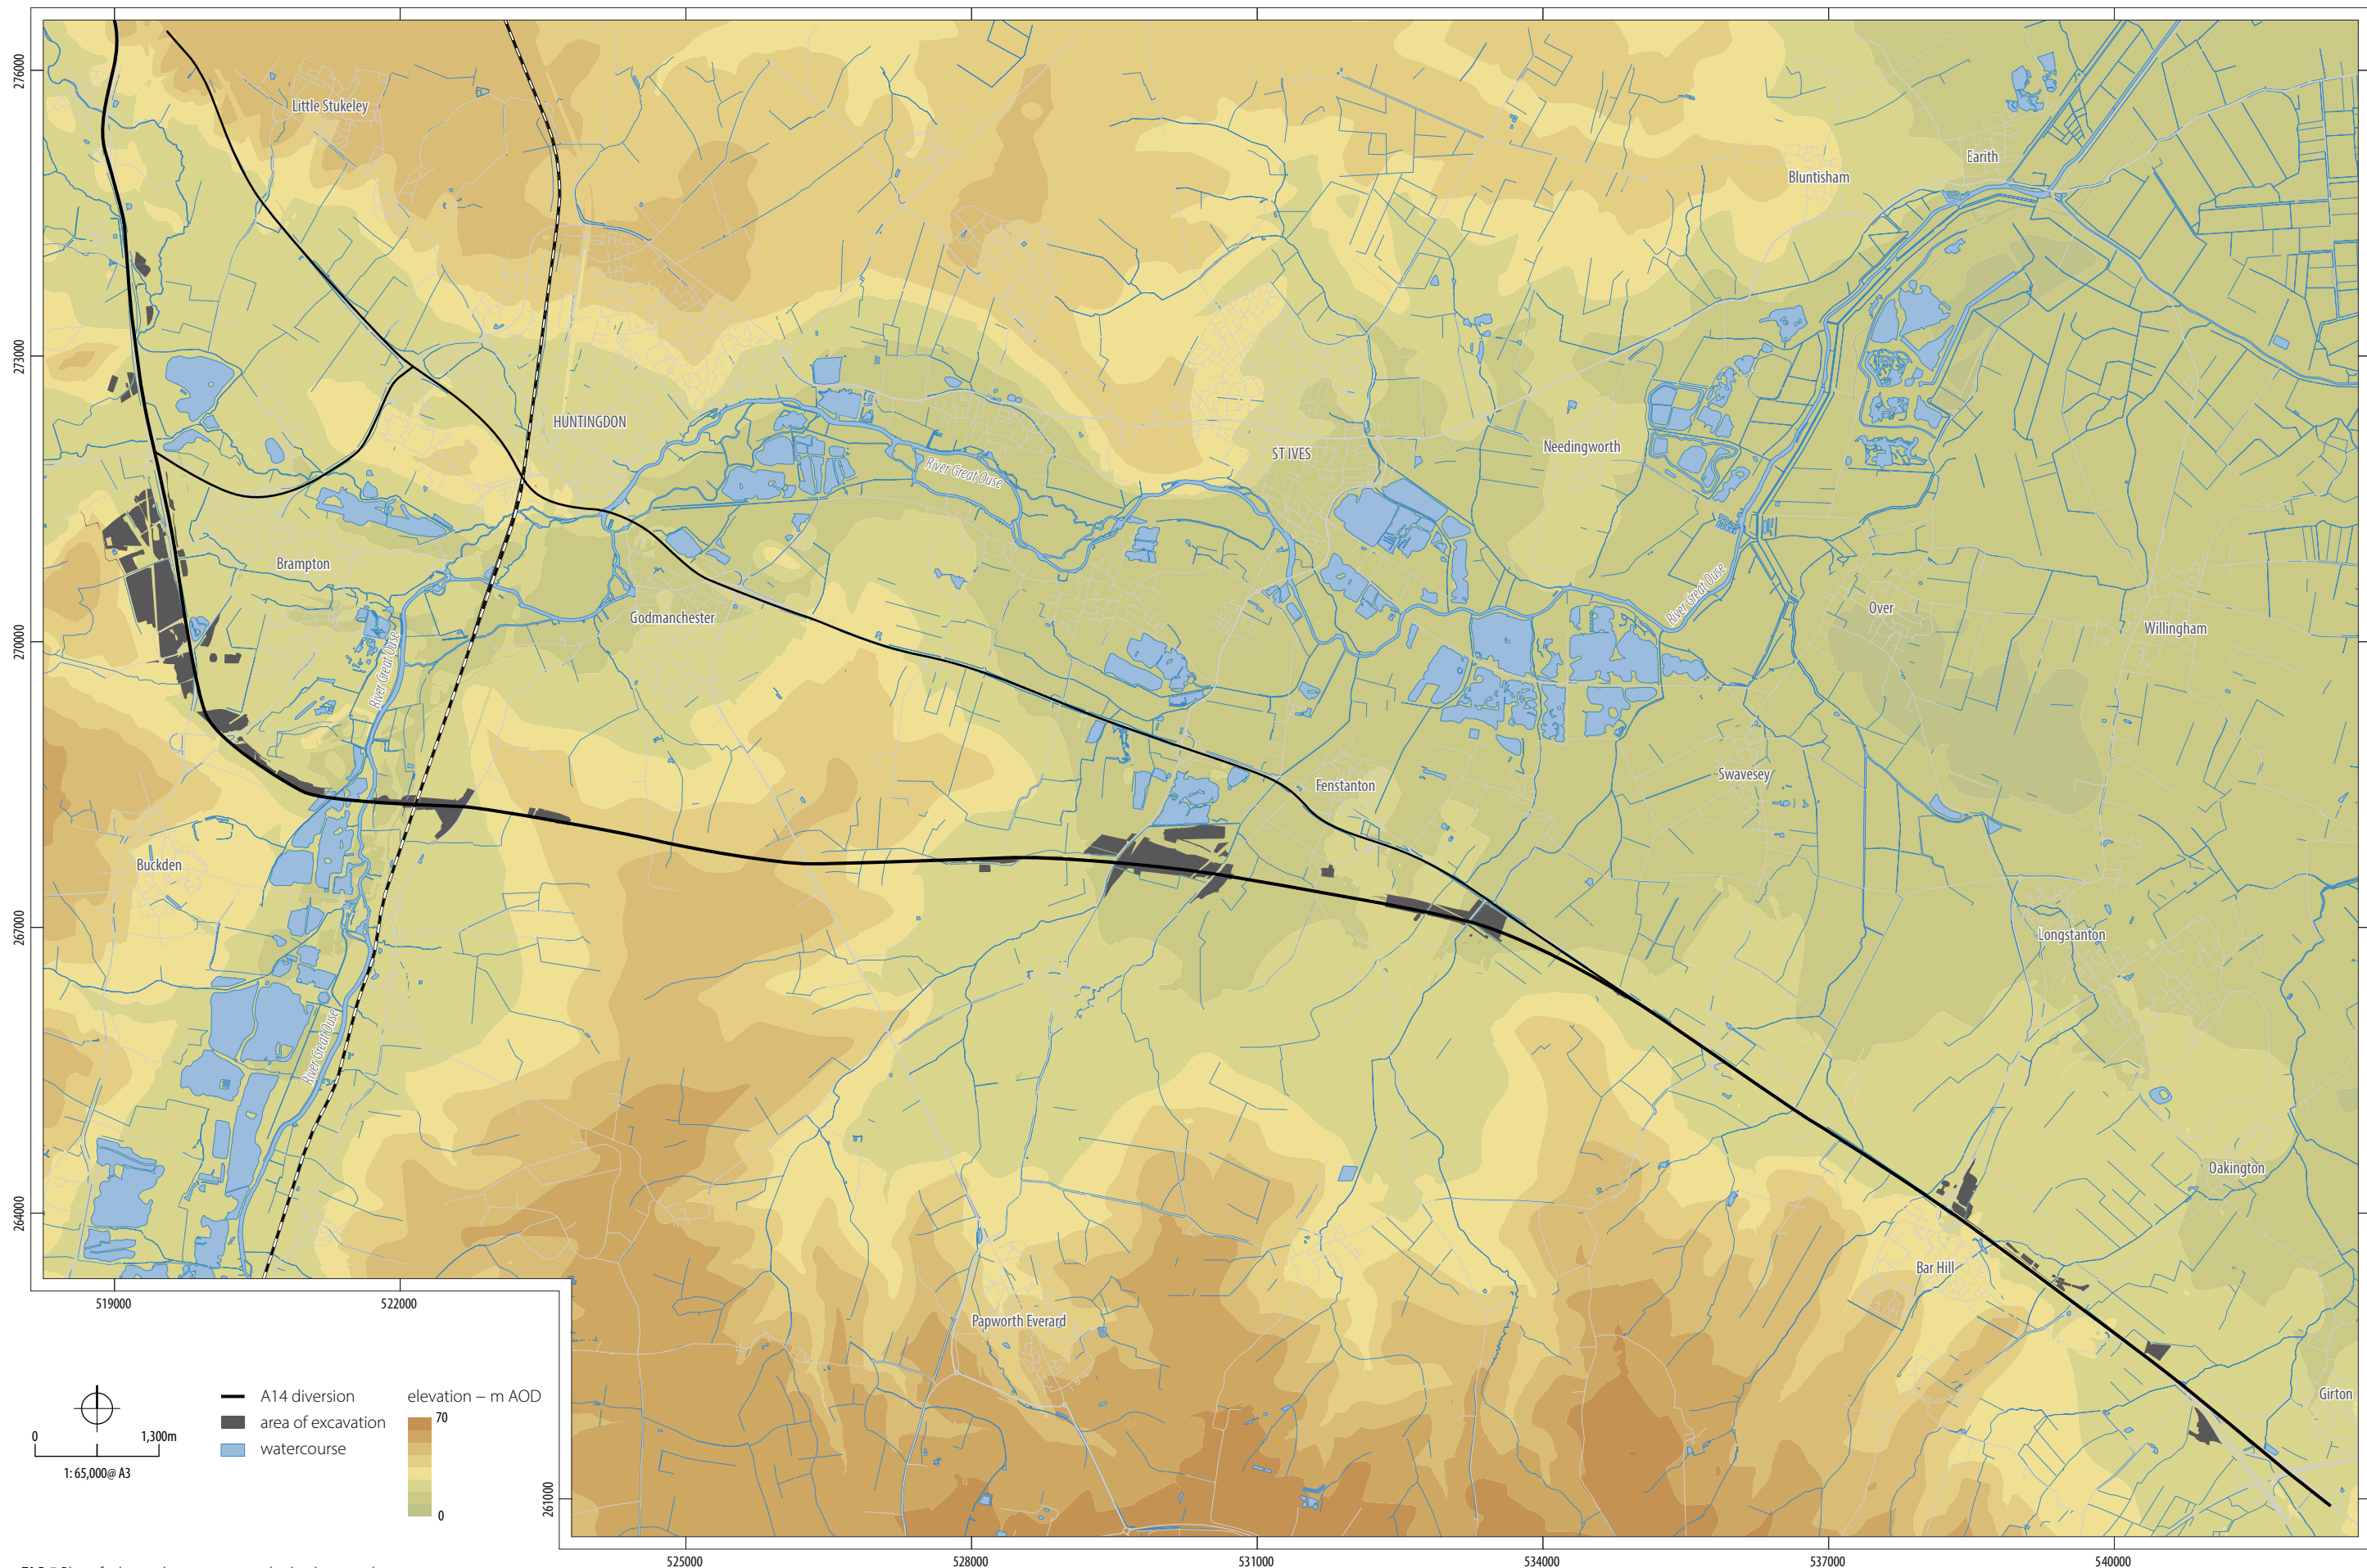 276000
Little Stukeley
Earith
Bluntisham
273000
HUNTINGDON
ST IVES
Needingworth
River Great Ouse
Brampton
River Great Ouse
Over
Godmanchester
270000
Willingham
River Great Ouse
Swavesey
Fenstanton
Buckden
267000
Longstanton
River Great Ouse
Oakington
264000
Bar Hill
519000
522000
Papworth Everard
A14 diversion
elevation – m AOD
Girton
70
area of excavation
0
1,300m
watercourse
1: 65,000@ A3
0
261000
525000
528000
531000
534000
537000
540000